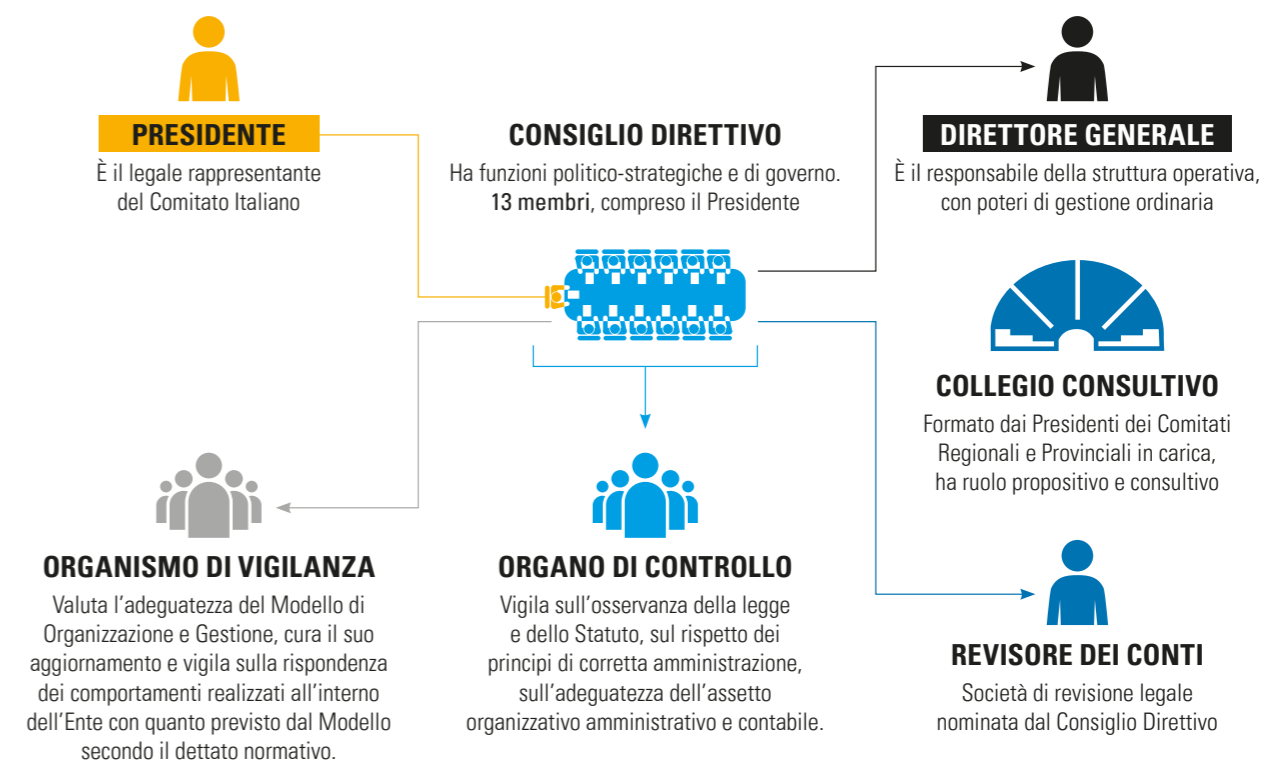 PRESIDENTE
È il legale rappresentante
del Comitato Italiano
CONSIGLIO DIRETTIVO
Ha funzioni politico-strategiche e di governo.
13 membri, compreso il Presidente
DIRETTORE GENERALE
È il responsabile della struttura operativa,
con poteri di gestione ordinaria
COLLEGIO CONSULTIVO
Formato dai Presidenti dei Comitati
Regionali e Provinciali in carica,
ha ruolo propositivo e consultivo
ORGANISMO DI VIGILANZA
Valuta l’adeguatezza del Modello di
Organizzazione e Gestione, cura il suo
aggiornamento e vigila sulla rispondenza
dei comportamenti realizzati all’interno
dell’Ente con quanto previsto dal Modello
secondo il dettato normativo.
ORGANO DI CONTROLLO
Vigila sull’osservanza della legge
e dello Statuto, sul rispetto dei
principi di corretta amministrazione,
sull’adeguatezza dell’assetto
organizzativo amministrativo e contabile.
REVISORE DEI CONTI
Società di revisione legale
nominata dal Consiglio Direttivo